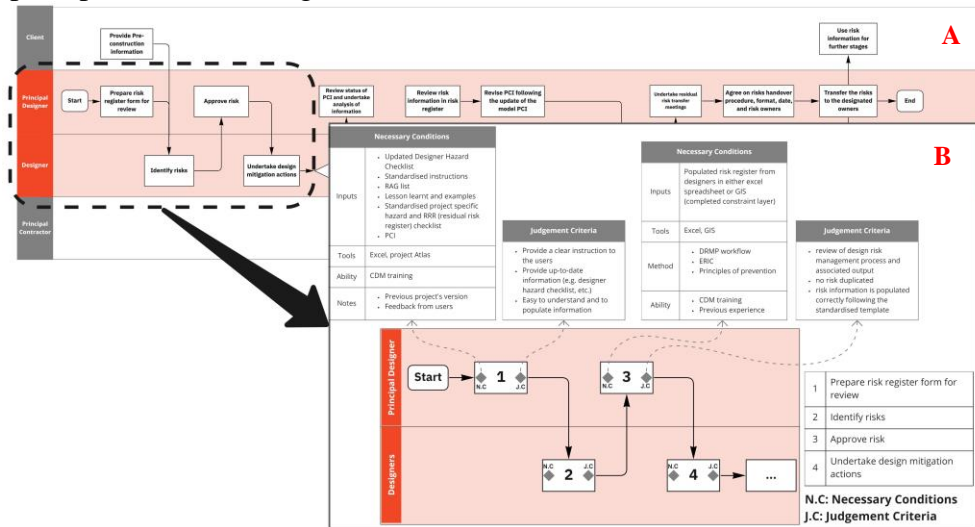 Client
Provide Pre-
construction
information
Use risk
information for
further stages
A
Principal
Designer
Start
Prepare risk
register form for
review
Approve risk
Review status of
PCI and undertake
analysis of
information
Review risk
information in risk
register
Revise PCI following
the update of the
model PCI
Undertake residual
risk transfer
meetings
Agree on risks handover
procedure, format, date,
and risk owners
Transfer the risks
to the designated
owners
End
Designer
Identify risks
Undertake design
mitigation actions
Principal
Contractor
B
Necessary Conditions
Inputs
• Updated Designer Hazard
Checklist
• Standardised instructions
• RAG list
• Lesson learnt and examples
• Standardised project specific
hazard and RRR (residual risk
register) checklist
• PCI
Tools
Excel, project Atlas
Ability
CDM training
Notes
• Previous project's version
• Feedback from users
Judgement Criteria
• Provide a clear instruction to
the users
• Provide up-to-date
information (e.g. designer
hazard checklist, etc.)
• Easy to understand and to
populate information
Necessary Conditions
Inputs
Populated risk register from
designers in either excel
spreadsheet or GIS
(completed constraint layer)
Tools
Excel, GIS
Method
• DRMP workflow
• ERIC
• Principles of prevention
Ability
• CDM training
• Previous experience
Judgement Criteria
• review of design risk
management process and
associated output
• no risk duplicated
• risk information is populated
correctly following the
standardised template
Principal Designer
Start
1
N.C
J.C
3
N.C
J.C
Designers
N.C
J.C
2
N.C
J.C
4
...
1 Prepare risk register form for
review
2 Identify risks
3 Approve risk
4 Undertake design mitigation
actions
N.C: Necessary Conditions
J.C: Judgement Criteria